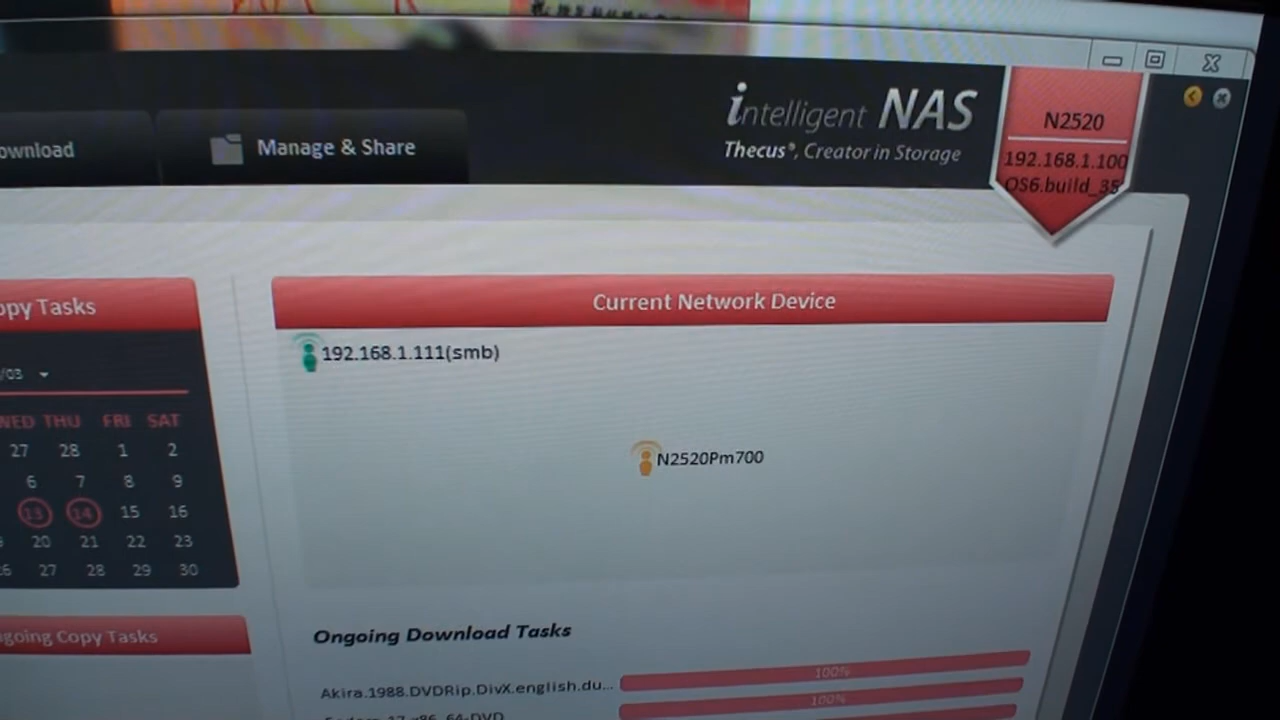 intelligent NAS
Thecus®, Creator in Storage
N2520
192.168.1.100
OS6.build_35
ownload
Manage & Share
opy Tasks
/03
WED THU FRI SAT
27 28 1 2
6 7 8 9
13 14 15 16
20 21 22 23
26 27 28 29 30
going Copy Tasks
Current Network Device
192.168.1.111(smb)
N2520Pm700
Ongoing Download Tasks
Akira.1988.DVDRip.DivX.english.du... 100%
100%